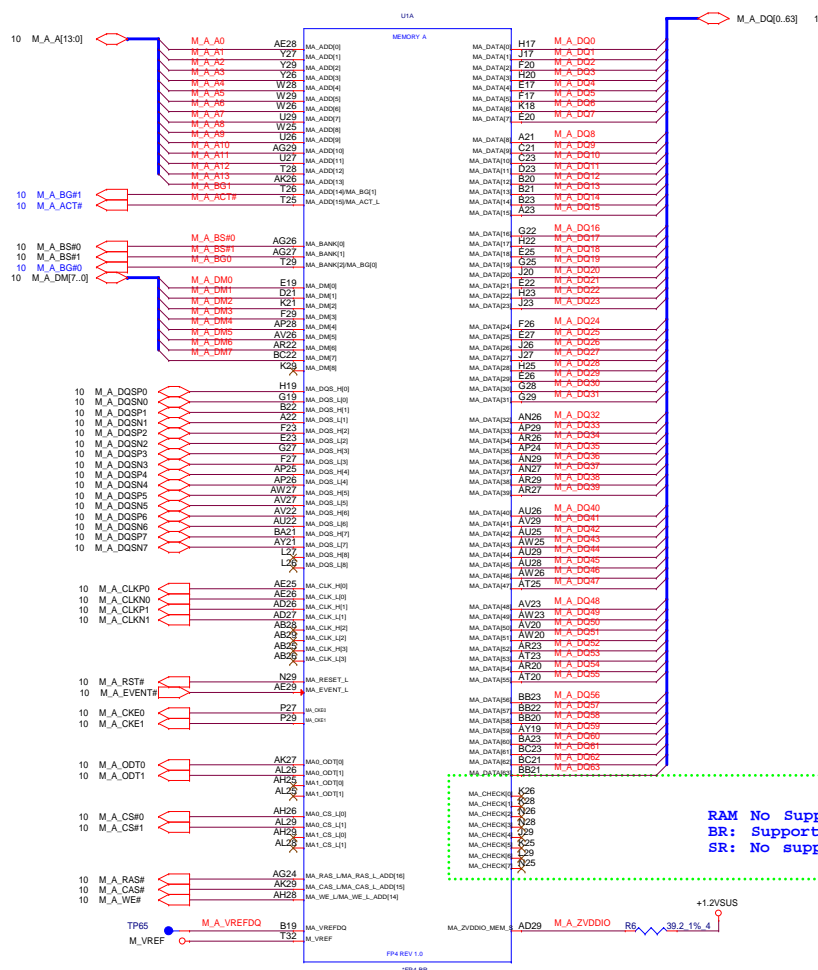 U1A
MEMORY A
10 M_A_A[13:0]
M_A_DQ[0..63] 1
M_A_A0 AE28 MA_ADD[0]
M_A_A1 Y27 MA_ADD[1]
M_A_A2 Y29 MA_ADD[2]
M_A_A3 Y26 MA_ADD[3]
M_A_A4 W28 MA_ADD[4]
M_A_A5 W29 MA_ADD[5]
M_A_A6 W26 MA_ADD[6]
M_A_A7 U29 MA_ADD[7]
M_A_A8 W25 MA_ADD[8]
M_A_A9 U26 MA_ADD[9]
M_A_A10 AG29 MA_ADD[10]
M_A_A11 U27 MA_ADD[11]
M_A_A12 T28 MA_ADD[12]
M_A_A13 AK26 MA_ADD[13]
10 M_A_BG#1 M_A_BG1 T26 MA_ADD[14]/MA_BG[1]
10 M_A_ACT# M_A_ACT# T25 MA_ADD[15]/MA_ACT_L
10 M_A_BS#0 M_A_BS#0 AG26 MA_BANK[0]
10 M_A_BS#1 M_A_BS#1 AG27 MA_BANK[1]
10 M_A_BG#0 M_A_BG0 T29 MA_BANK[2]/MA_BG[0]
10 M_A_DM[7..0]
M_A_DM0 E19 MA_DM[0]
M_A_DM1 D21 MA_DM[1]
M_A_DM2 K21 MA_DM[2]
M_A_DM3 F29 MA_DM[3]
M_A_DM4 AP28 MA_DM[4]
M_A_DM5 AV26 MA_DM[5]
M_A_DM6 AR22 MA_DM[6]
M_A_DM7 BC22 MA_DM[7]
K29 MA_DM[8]
10 M_A_DQSP0 H19 MA_DQS_H[0]
10 M_A_DQSN0 G19 MA_DQS_L[0]
10 M_A_DQSP1 B22 MA_DQS_H[1]
10 M_A_DQSN1 A22 MA_DQS_L[1]
10 M_A_DQSP2 F23 MA_DQS_H[2]
10 M_A_DQSN2 E23 MA_DQS_L[2]
10 M_A_DQSP3 G27 MA_DQS_H[3]
10 M_A_DQSN3 F27 MA_DQS_L[3]
10 M_A_DQSP4 AP25 MA_DQS_H[4]
10 M_A_DQSN4 AP26 MA_DQS_L[4]
10 M_A_DQSP5 AW27 MA_DQS_H[5]
10 M_A_DQSN5 AV27 MA_DQS_L[5]
10 M_A_DQSP6 AV22 MA_DQS_H[6]
10 M_A_DQSN6 AU22 MA_DQS_L[6]
10 M_A_DQSP7 BA21 MA_DQS_H[7]
10 M_A_DQSN7 AY21 MA_DQS_L[7]
L27 MA_DQS_H[8]
L26 MA_DQS_L[8]
10 M_A_CLKP0 AE25 MA_CLK_H[0]
10 M_A_CLKN0 AE26 MA_CLK_L[0]
10 M_A_CLKP1 AD26 MA_CLK_H[1]
10 M_A_CLKN1 AD27 MA_CLK_L[1]
AB28 MA_CLK_H[2]
AB29 MA_CLK_L[2]
AB25 MA_CLK_H[3]
AB26 MA_CLK_L[3]
10 M_A_RST# N29 MA_RESET_L
10 M_A_EVENT# AE29 MA_EVENT_L
10 M_A_CKE0 P27 MA_CKE0
10 M_A_CKE1 P29 MA_CKE1
10 M_A_ODT0 AK27 MA0_ODT[0]
10 M_A_ODT1 AL26 MA0_ODT[1]
AH25 MA1_ODT[0]
AL25 MA1_ODT[1]
10 M_A_CS#0 AH26 MA0_CS_L[0]
10 M_A_CS#1 AL29 MA0_CS_L[1]
AH29 MA1_CS_L[0]
AL28 MA1_CS_L[1]
10 M_A_RAS# AG24 MA_RAS_L/MA_RAS_L_ADD[16]
10 M_A_CAS# AK29 MA_CAS_L/MA_CAS_L_ADD[15]
10 M_A_WE# AH28 MA_WE_L/MA_WE_L_ADD[14]
TP65 M_A_VREFDQ B19 MA_VREFDQ
M_VREF T32 M_VREF
MA_DATA[0] H17 M_A_DQ0
MA_DATA[1] J17 M_A_DQ1
MA_DATA[2] F20 M_A_DQ2
MA_DATA[3] H20 M_A_DQ3
MA_DATA[4] E17 M_A_DQ4
MA_DATA[5] F17 M_A_DQ5
MA_DATA[6] K18 M_A_DQ6
MA_DATA[7] E20 M_A_DQ7
MA_DATA[8] A21 M_A_DQ8
MA_DATA[9] C21 M_A_DQ9
MA_DATA[10] C23 M_A_DQ10
MA_DATA[11] D23 M_A_DQ11
MA_DATA[12] B20 M_A_DQ12
MA_DATA[13] B21 M_A_DQ13
MA_DATA[14] B23 M_A_DQ14
MA_DATA[15] A23 M_A_DQ15
MA_DATA[16] G22 M_A_DQ16
MA_DATA[17] H22 M_A_DQ17
MA_DATA[18] E25 M_A_DQ18
MA_DATA[19] G25 M_A_DQ19
MA_DATA[20] J20 M_A_DQ20
MA_DATA[21] E22 M_A_DQ21
MA_DATA[22] H23 M_A_DQ22
MA_DATA[23] J23 M_A_DQ23
MA_DATA[24] F26 M_A_DQ24
MA_DATA[25] E27 M_A_DQ25
MA_DATA[26] J26 M_A_DQ26
MA_DATA[27] J27 M_A_DQ27
MA_DATA[28] H25 M_A_DQ28
MA_DATA[29] E26 M_A_DQ29
MA_DATA[30] G28 M_A_DQ30
MA_DATA[31] G29 M_A_DQ31
MA_DATA[32] AN26 M_A_DQ32
MA_DATA[33] AP29 M_A_DQ33
MA_DATA[34] AR26 M_A_DQ34
MA_DATA[35] AP24 M_A_DQ35
MA_DATA[36] AN29 M_A_DQ36
MA_DATA[37] AN27 M_A_DQ37
MA_DATA[38] AR29 M_A_DQ38
MA_DATA[39] AR27 M_A_DQ39
MA_DATA[40] AU26 M_A_DQ40
MA_DATA[41] AV29 M_A_DQ41
MA_DATA[42] AU25 M_A_DQ42
MA_DATA[43] AW25 M_A_DQ43
MA_DATA[44] AU29 M_A_DQ44
MA_DATA[45] AU28 M_A_DQ45
MA_DATA[46] AW26 M_A_DQ46
MA_DATA[47] AT25 M_A_DQ47
MA_DATA[48] AV23 M_A_DQ48
MA_DATA[49] AW23 M_A_DQ49
MA_DATA[50] AV20 M_A_DQ50
MA_DATA[51] AW20 M_A_DQ51
MA_DATA[52] AR23 M_A_DQ52
MA_DATA[53] AT23 M_A_DQ53
MA_DATA[54] AR20 M_A_DQ54
MA_DATA[55] AT20 M_A_DQ55
MA_DATA[56] BB23 M_A_DQ56
MA_DATA[57] BB22 M_A_DQ57
MA_DATA[58] BB20 M_A_DQ58
MA_DATA[59] AY19 M_A_DQ59
MA_DATA[60] BA23 M_A_DQ60
MA_DATA[61] BC23 M_A_DQ61
MA_DATA[62] BC21 M_A_DQ62
MA_DATA[63] BB21 M_A_DQ63
MA_CHECK[0] K26
MA_CHECK[1] K28
MA_CHECK[2] N26
MA_CHECK[3] N28
MA_CHECK[4] J29
MA_CHECK[5] K25
MA_CHECK[6] L29
MA_CHECK[7] N25
RAM No Supp
BR: Support
SR: No supp
+1.2VSUS
MA_ZVDDIO_MEM_S AD29 M_A_ZVDDIO R6 39.2_1%_4
FP4 REV 1.0
*FP4 BR